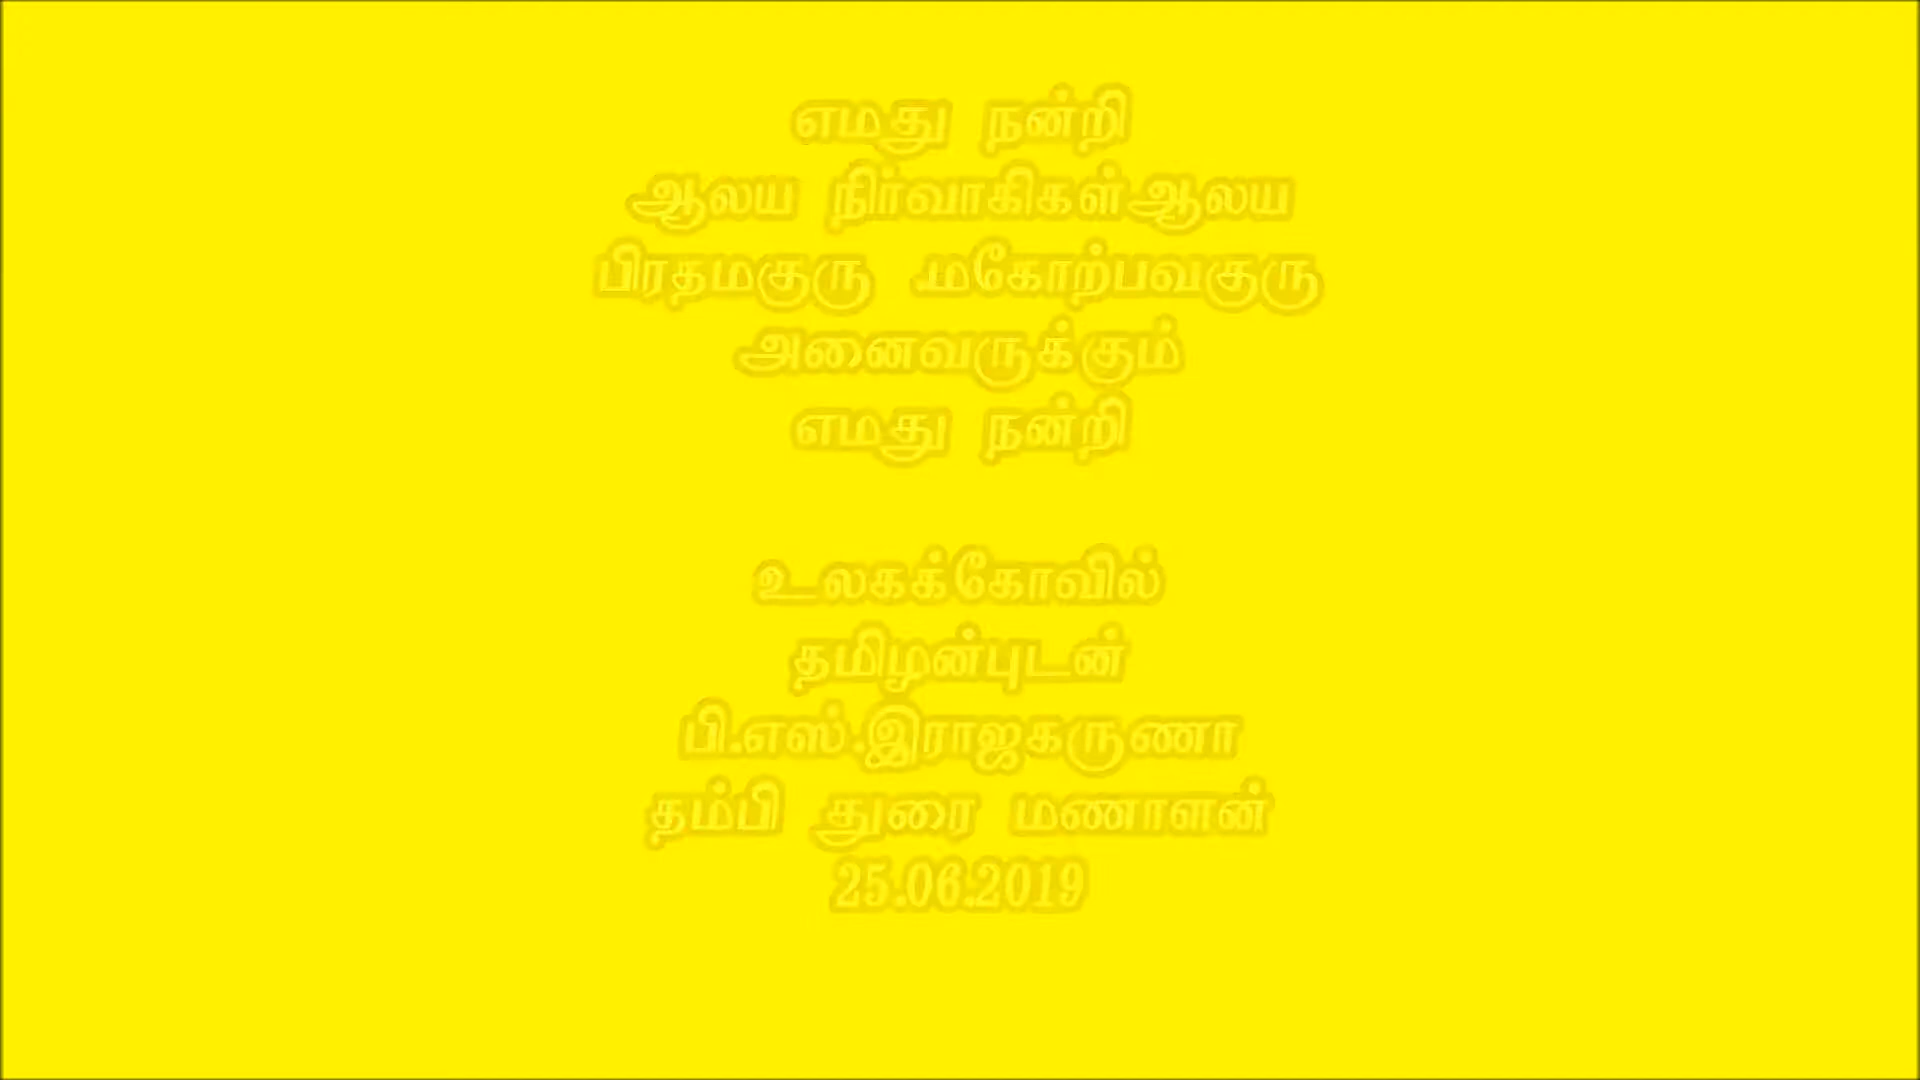 எமது நன்றி
ஆலய நிர்வாகிகள்ஆலய
பிரதமகுரு .மகோற்பவகுரு
அனைவருக்கும்
எமது நன்றி
உலகக்கோவில்
தமிழன்புடன்
பி.எஸ்.இராஜகருணா
தம்பி துரை மணாளன்
25.06.2019